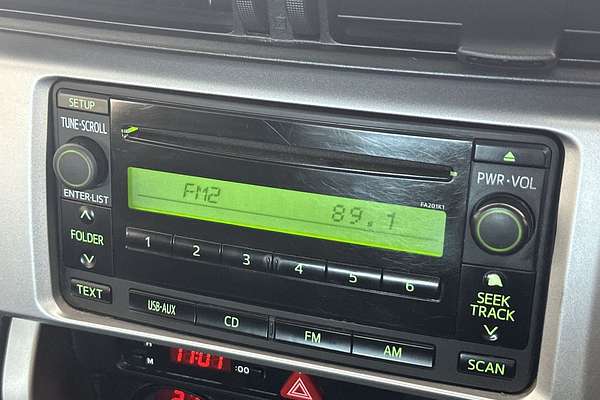 SETUP
TUNE·SCROLL
ENTER·LIST
FOLDER
TEXT
FM2 89.1
FA201K1
1 2 3 4 5 6
USB·AUX CD FM AM
PWR·VOL
SEEK
TRACK
SCAN
H
M
11:01 :00